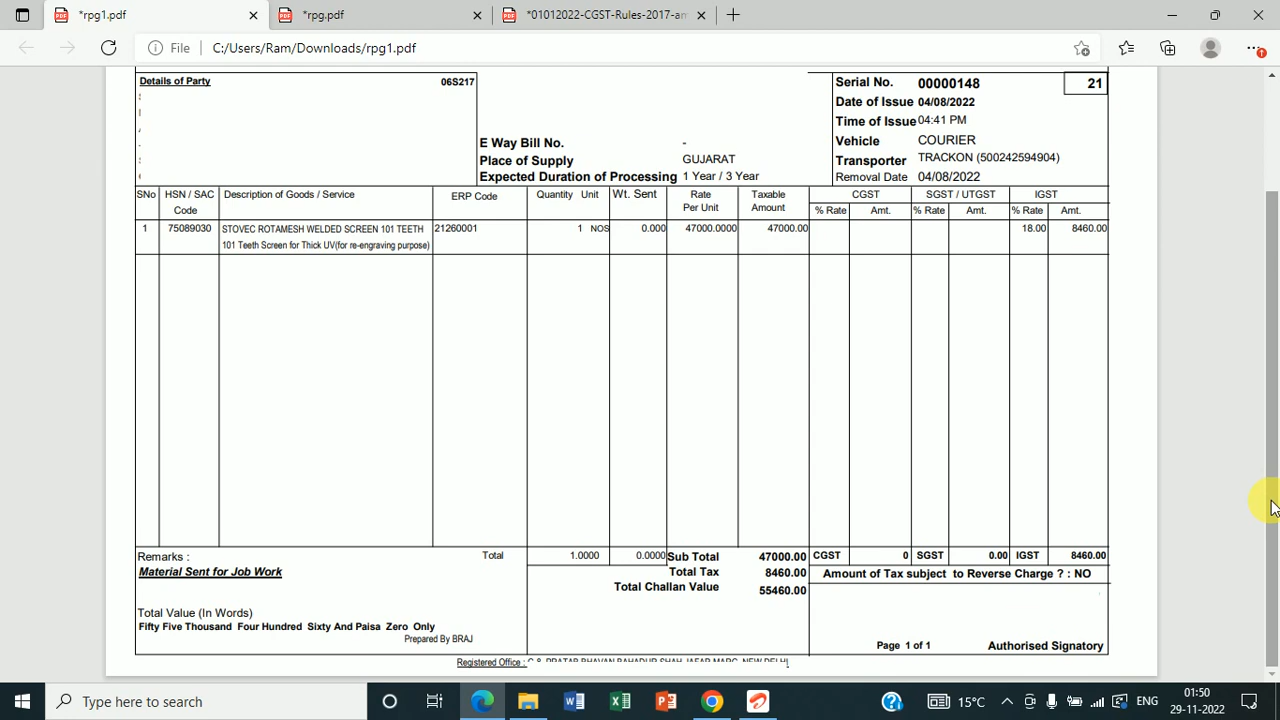 *rpg1.pdf
*rpg.pdf
*01012022-CGST-Rules-2017-an
File C:/Users/Ram/Downloads/rpg1.pdf
Details of Party 06S217
E Way Bill No. -
Place of Supply GUJARAT
Expected Duration of Processing 1 Year / 3 Year
Serial No. 00000148 21
Date of Issue 04/08/2022
Time of Issue 04:41 PM
Vehicle COURIER
Transporter TRACKON (500242594904)
Removal Date 04/08/2022
SNo HSN / SAC Description of Goods / Service ERP Code Quantity Unit Wt. Sent Rate Taxable CGST SGST / UTGST IGST
Code Per Unit Amount % Rate Amt. % Rate Amt. % Rate Amt.
1 75089030 STOVEC ROTAMESH WELDED SCREEN 101 TEETH 21260001 1 NOS 0.000 47000.0000 47000.00 18.00 8460.00
101 Teeth Screen for Thick UV(for re-engraving purpose)
Remarks : Total 1.0000 0.0000 Sub Total 47000.00 CGST 0 SGST 0.00 IGST 8460.00
Material Sent for Job Work Total Tax 8460.00 Amount of Tax subject to Reverse Charge ? : NO
Total Challan Value 55460.00
Total Value (In Words)
Fifty Five Thousand Four Hundred Sixty And Paisa Zero Only
Prepared By BRAJ
Page 1 of 1 Authorised Signatory
Registered Office : C-8, PRATAP BHAVAN BAHADUR SHAH JAFAR MARG, NEW DELHI
Type here to search
15°C ENG 01:50
29-11-2022